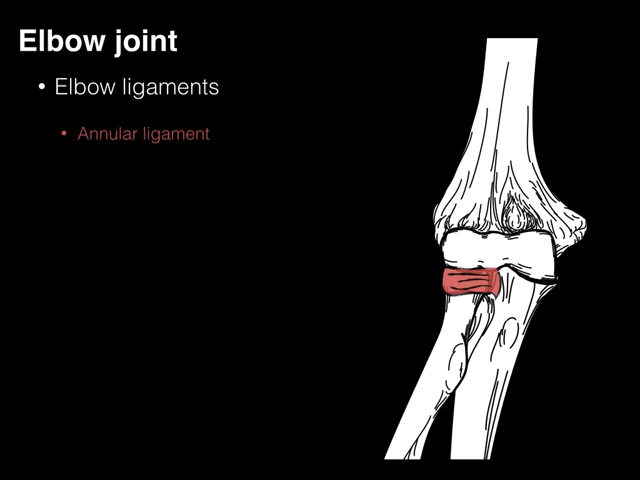 Elbow joint
• Elbow ligaments
• Annular ligament